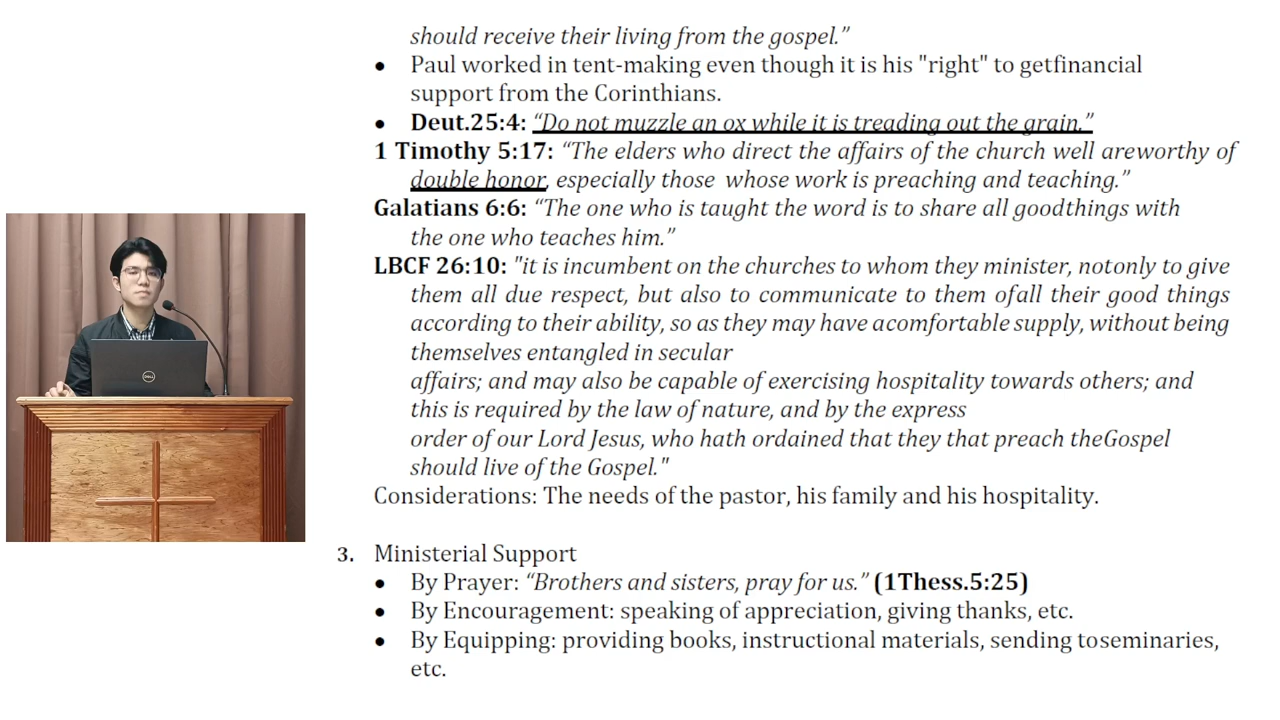 should receive their living from the gospel.”
● Paul worked in tent-making even though it is his "right" to getfinancial
support from the Corinthians.
● Deut.25:4: “Do not muzzle an ox while it is treading out the grain.”
1 Timothy 5:17: “The elders who direct the affairs of the church well areworthy of
double honor, especially those whose work is preaching and teaching.”
Galatians 6:6: “The one who is taught the word is to share all goodthings with
the one who teaches him.”
LBCF 26:10: "it is incumbent on the churches to whom they minister, notonly to give
them all due respect, but also to communicate to them ofall their good things
according to their ability, so as they may have acomfortable supply, without being
themselves entangled in secular
affairs; and may also be capable of exercising hospitality towards others; and
this is required by the law of nature, and by the express
order of our Lord Jesus, who hath ordained that they that preach theGospel
should live of the Gospel."
Considerations: The needs of the pastor, his family and his hospitality.
3. Ministerial Support
● By Prayer: “Brothers and sisters, pray for us.” (1Thess.5:25)
● By Encouragement: speaking of appreciation, giving thanks, etc.
● By Equipping: providing books, instructional materials, sending toseminaries,
etc.
DELL